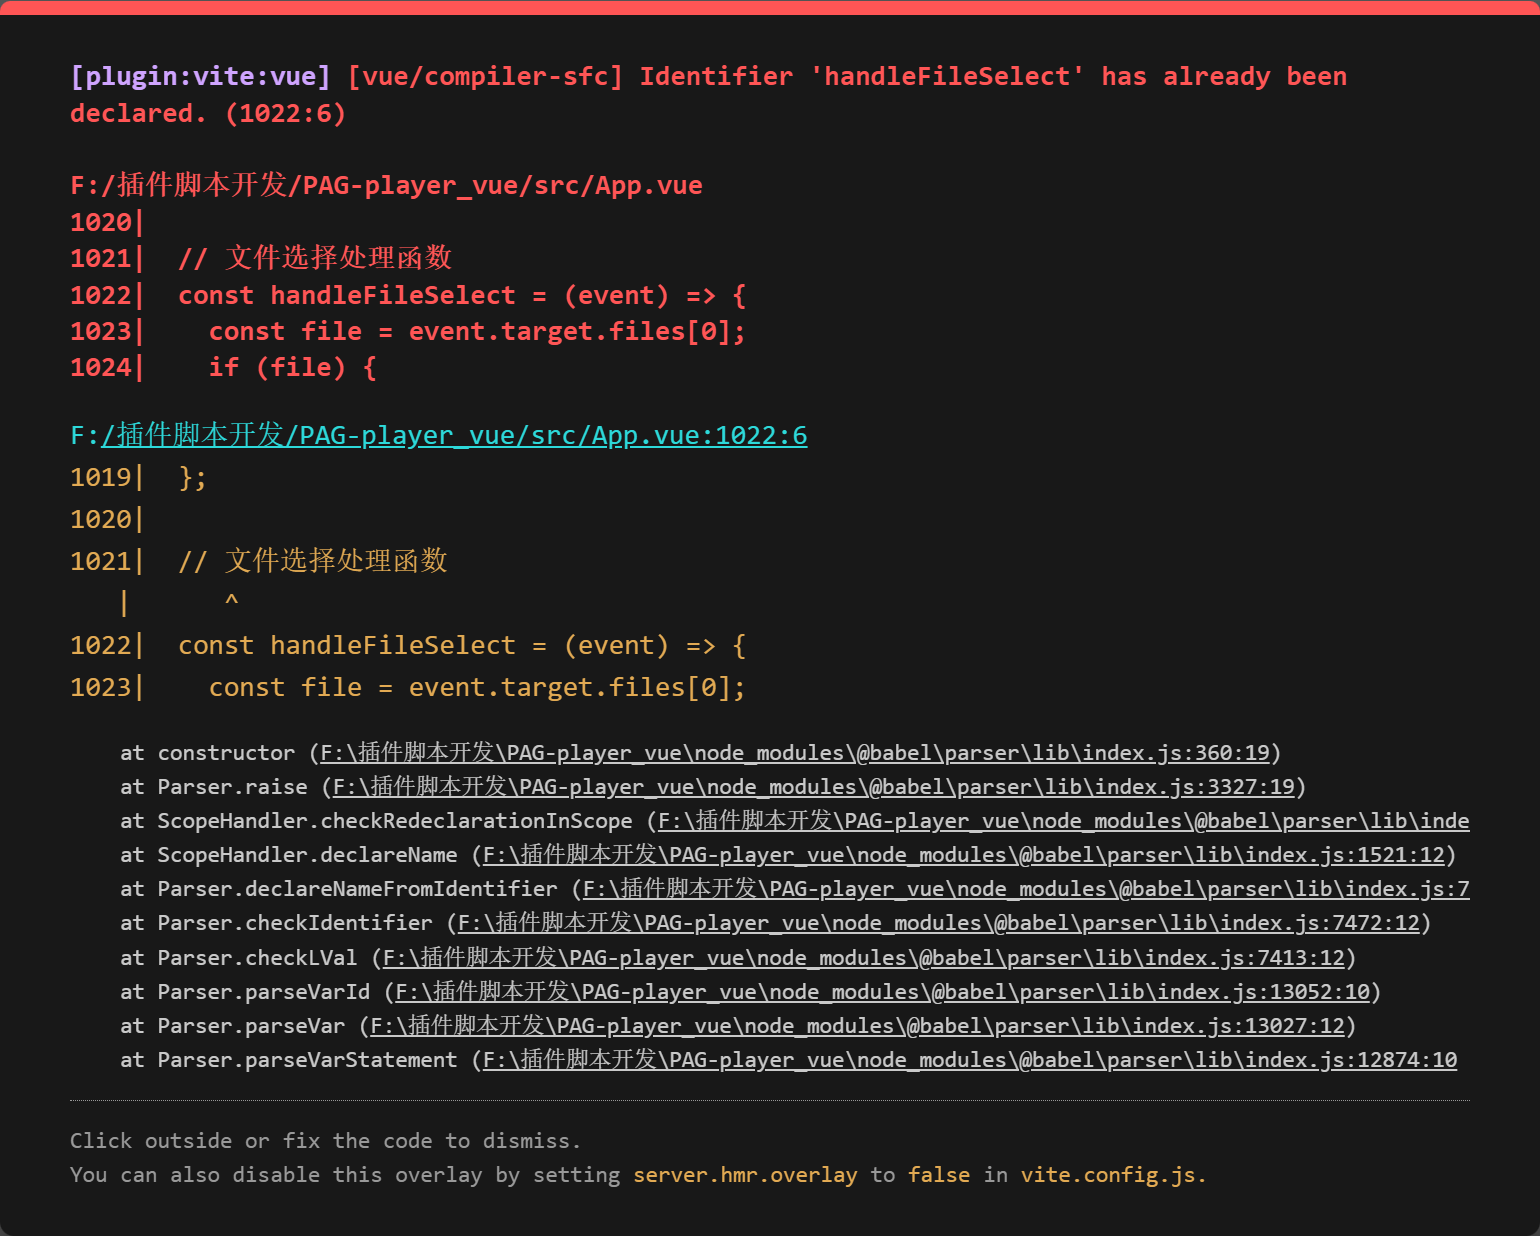 [plugin:vite:vue] [vue/compiler-sfc] Identifier 'handleFileSelect' has already been
declared. (1022:6)
F:/插件脚本开发/PAG-player_vue/src/App.vue
1020|
1021|  // 文件选择处理函数
1022|  const handleFileSelect = (event) => {
1023|    const file = event.target.files[0];
1024|    if (file) {
F:/插件脚本开发/PAG-player_vue/src/App.vue:1022:6
1019|  };
1020|
1021|  // 文件选择处理函数
   |      ^
1022|  const handleFileSelect = (event) => {
1023|    const file = event.target.files[0];
at constructor (F:\插件脚本开发\PAG-player_vue\node_modules\@babel\parser\lib\index.js:360:19)
at Parser.raise (F:\插件脚本开发\PAG-player_vue\node_modules\@babel\parser\lib\index.js:3327:19)
at ScopeHandler.checkRedeclarationInScope (F:\插件脚本开发\PAG-player_vue\node_modules\@babel\parser\lib\inde
at ScopeHandler.declareName (F:\插件脚本开发\PAG-player_vue\node_modules\@babel\parser\lib\index.js:1521:12)
at Parser.declareNameFromIdentifier (F:\插件脚本开发\PAG-player_vue\node_modules\@babel\parser\lib\index.js:7
at Parser.checkIdentifier (F:\插件脚本开发\PAG-player_vue\node_modules\@babel\parser\lib\index.js:7472:12)
at Parser.checkLVal (F:\插件脚本开发\PAG-player_vue\node_modules\@babel\parser\lib\index.js:7413:12)
at Parser.parseVarId (F:\插件脚本开发\PAG-player_vue\node_modules\@babel\parser\lib\index.js:13052:10)
at Parser.parseVar (F:\插件脚本开发\PAG-player_vue\node_modules\@babel\parser\lib\index.js:13027:12)
at Parser.parseVarStatement (F:\插件脚本开发\PAG-player_vue\node_modules\@babel\parser\lib\index.js:12874:10
Click outside or fix the code to dismiss.
You can also disable this overlay by setting server.hmr.overlay to false in vite.config.js.